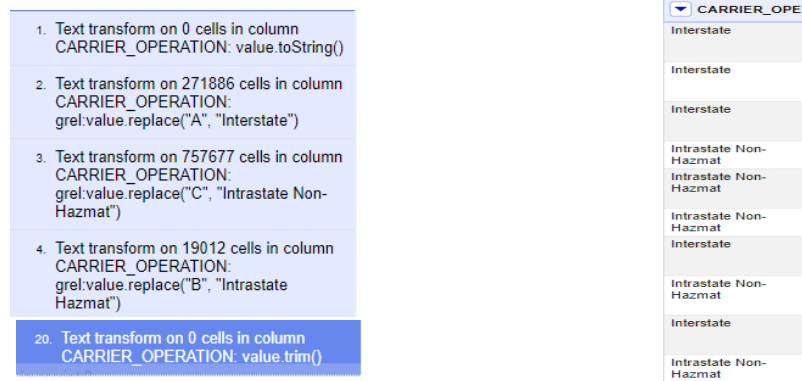 1. Text transform on 0 cells in column
CARRIER_OPERATION: value.toString()
2. Text transform on 271886 cells in column
CARRIER_OPERATION:
grel:value.replace("A", "Interstate")
3. Text transform on 757677 cells in column
CARRIER_OPERATION:
grel:value.replace("C", "Intrastate Non-
Hazmat")
4. Text transform on 19012 cells in column
CARRIER_OPERATION:
grel:value.replace("B", "Intrastate
Hazmat")
20. Text transform on 0 cells in column
CARRIER_OPERATION: value.trim()
CARRIER_OPE
Interstate
Interstate
Interstate
Intrastate Non-
Hazmat
Intrastate Non-
Hazmat
Intrastate Non-
Hazmat
Interstate
Intrastate Non-
Hazmat
Interstate
Intrastate Non-
Hazmat